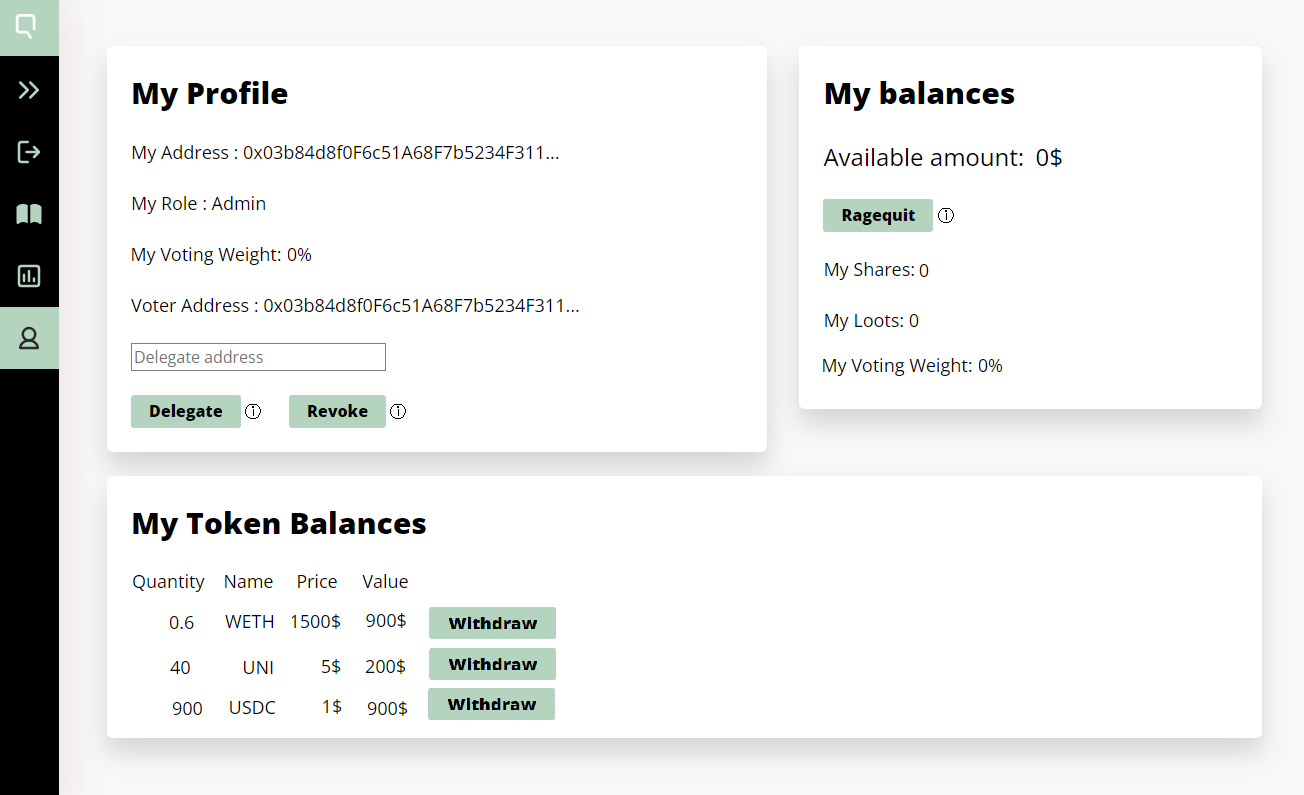 My Profile
My Address : 0x03b84d8f0F6c51A68F7b5234F311...
My Role : Admin
My Voting Weight: 0%
Voter Address : 0x03b84d8f0F6c51A68F7b5234F311...
Delegate address
Delegate ⓘ Revoke ⓘ
My balances
Available amount: 0$
Ragequit ⓘ
My Shares: 0
My Loots: 0
My Voting Weight: 0%
My Token Balances
Quantity Name Price Value
0.6 WETH 1500$ 900$ Withdraw
40 UNI 5$ 200$ Withdraw
900 USDC 1$ 900$ Withdraw